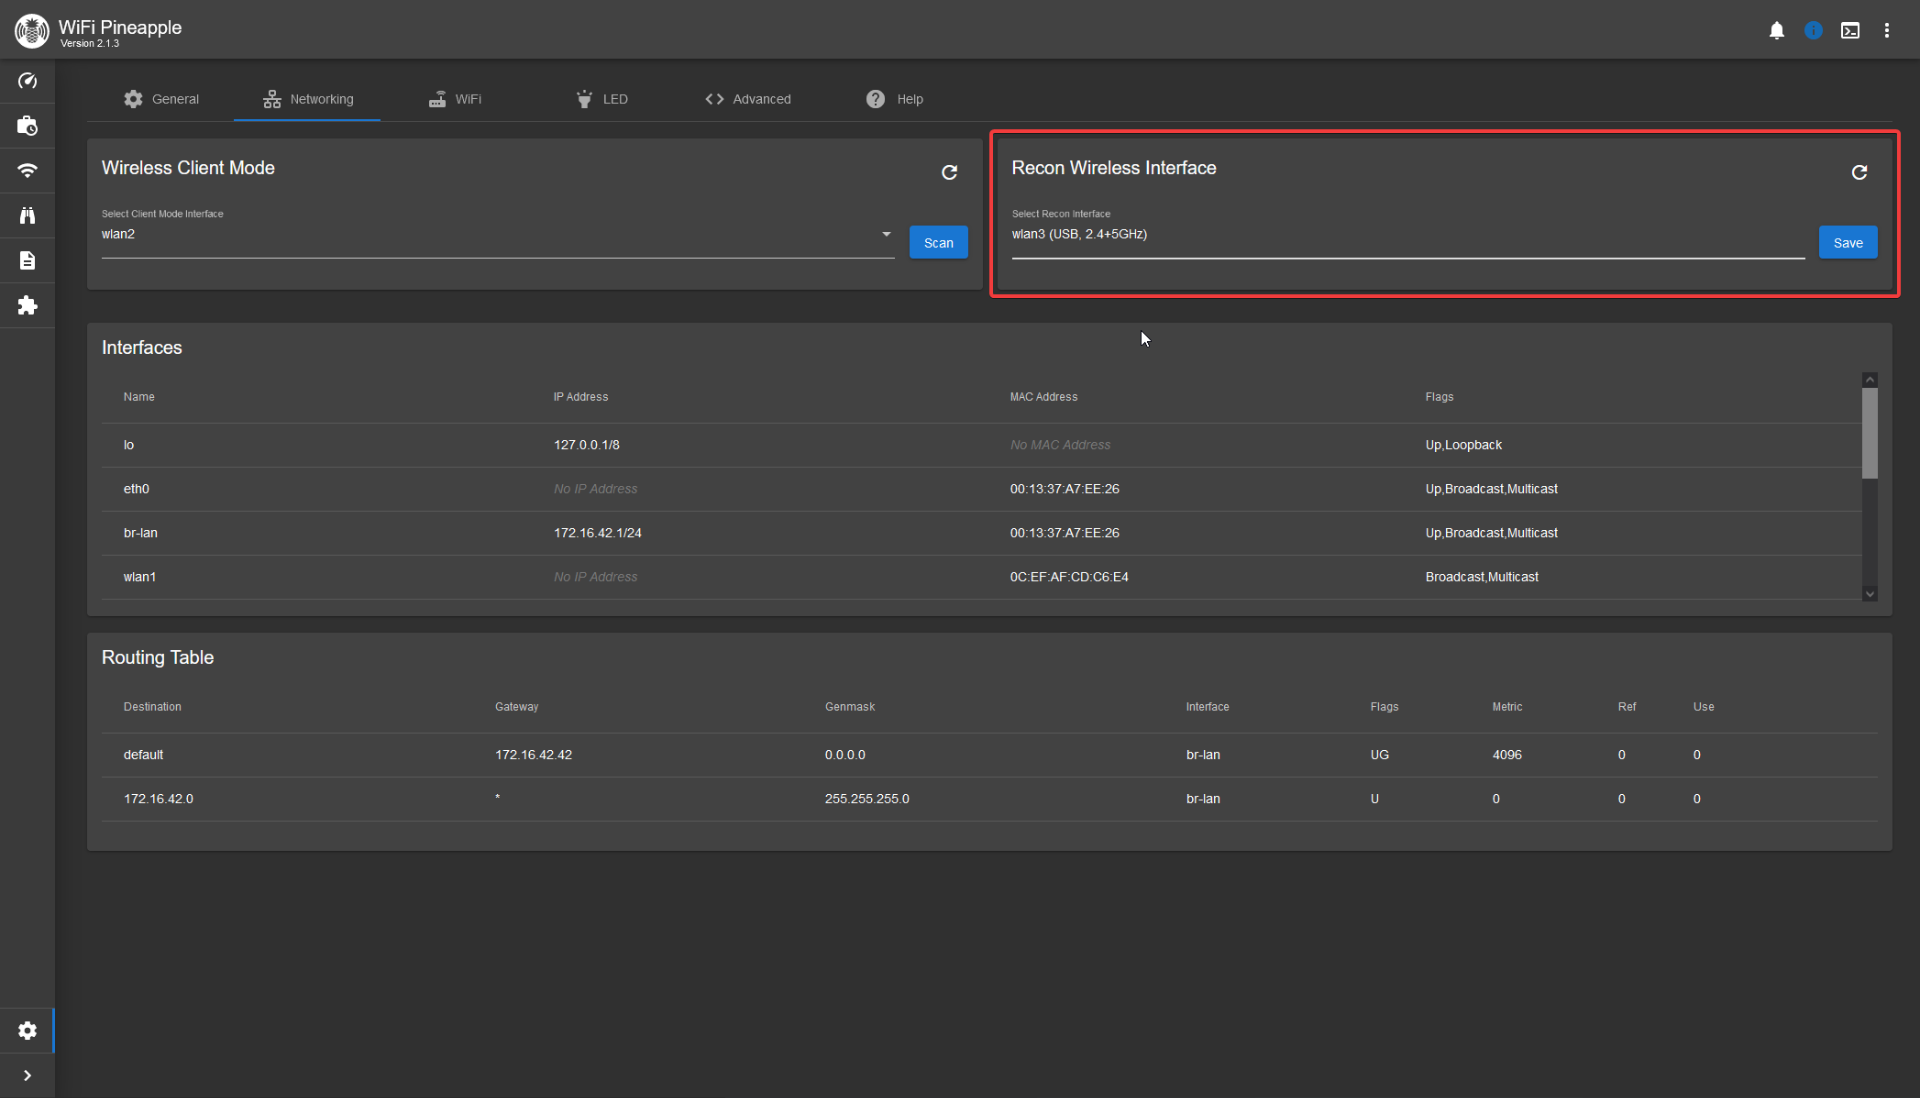 WiFi Pineapple
Version 2.1.3
General Networking WiFi LED Advanced Help
Wireless Client Mode
Select Client Mode Interface
wlan2
Scan
Recon Wireless Interface
Select Recon Interface
wlan3 (USB, 2.4+5GHz)
Save
Interfaces
Name IP Address MAC Address Flags
lo 127.0.0.1/8 No MAC Address Up,Loopback
eth0 No IP Address 00:13:37:A7:EE:26 Up,Broadcast,Multicast
br-lan 172.16.42.1/24 00:13:37:A7:EE:26 Up,Broadcast,Multicast
wlan1 No IP Address 0C:EF:AF:CD:C6:E4 Broadcast,Multicast
Routing Table
Destination Gateway Genmask Interface Flags Metric Ref Use
default 172.16.42.42 0.0.0.0 br-lan UG 4096 0 0
172.16.42.0 * 255.255.255.0 br-lan U 0 0 0